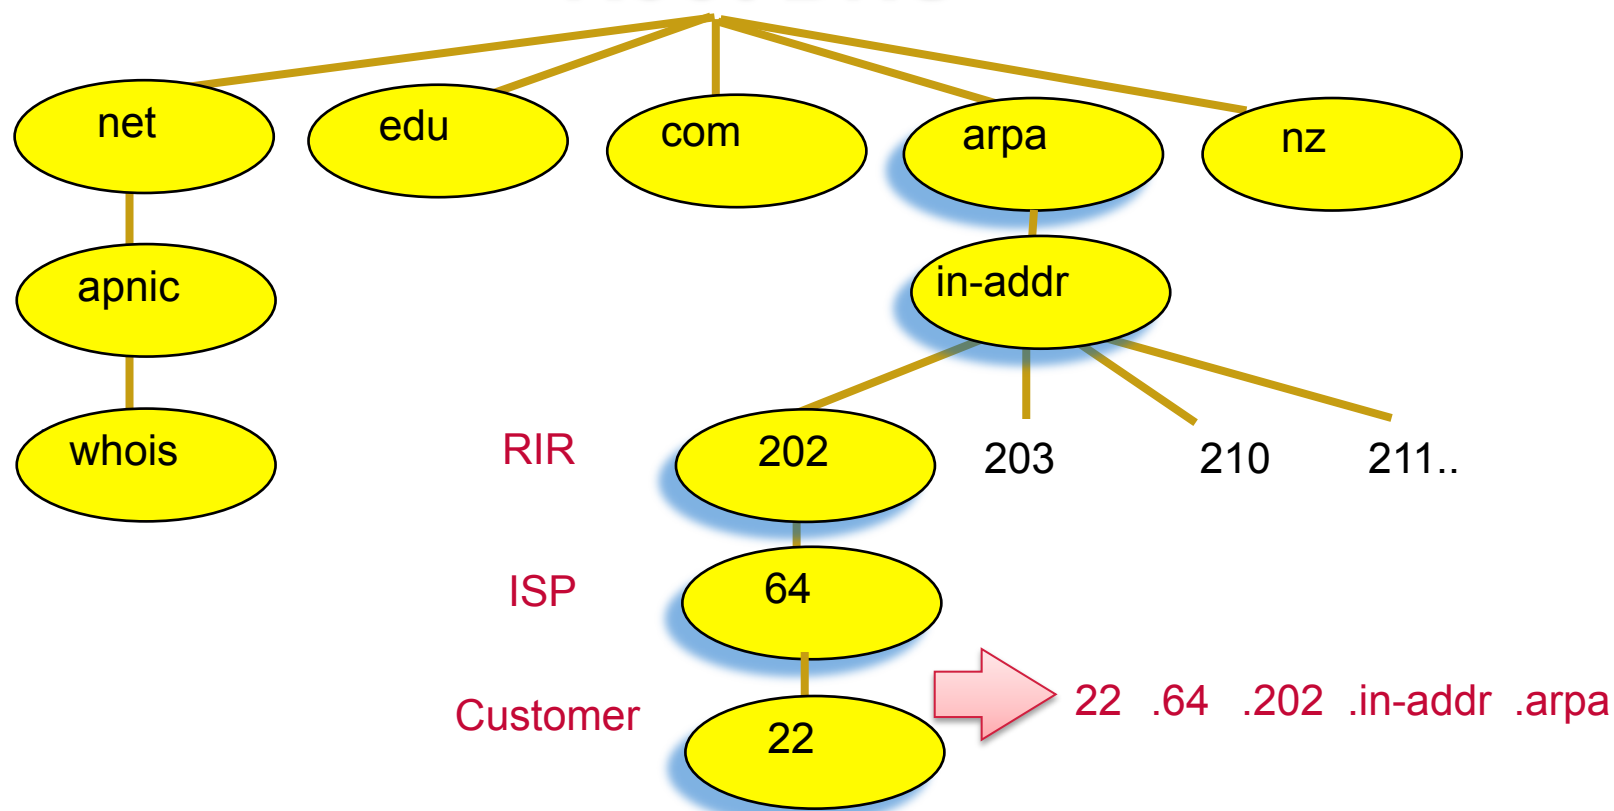 net
edu
com
arpa
nz
apnic
in-addr
whois
RIR
202
203
210
211..
ISP
64
Customer
22
22 .64 .202 .in-addr .arpa